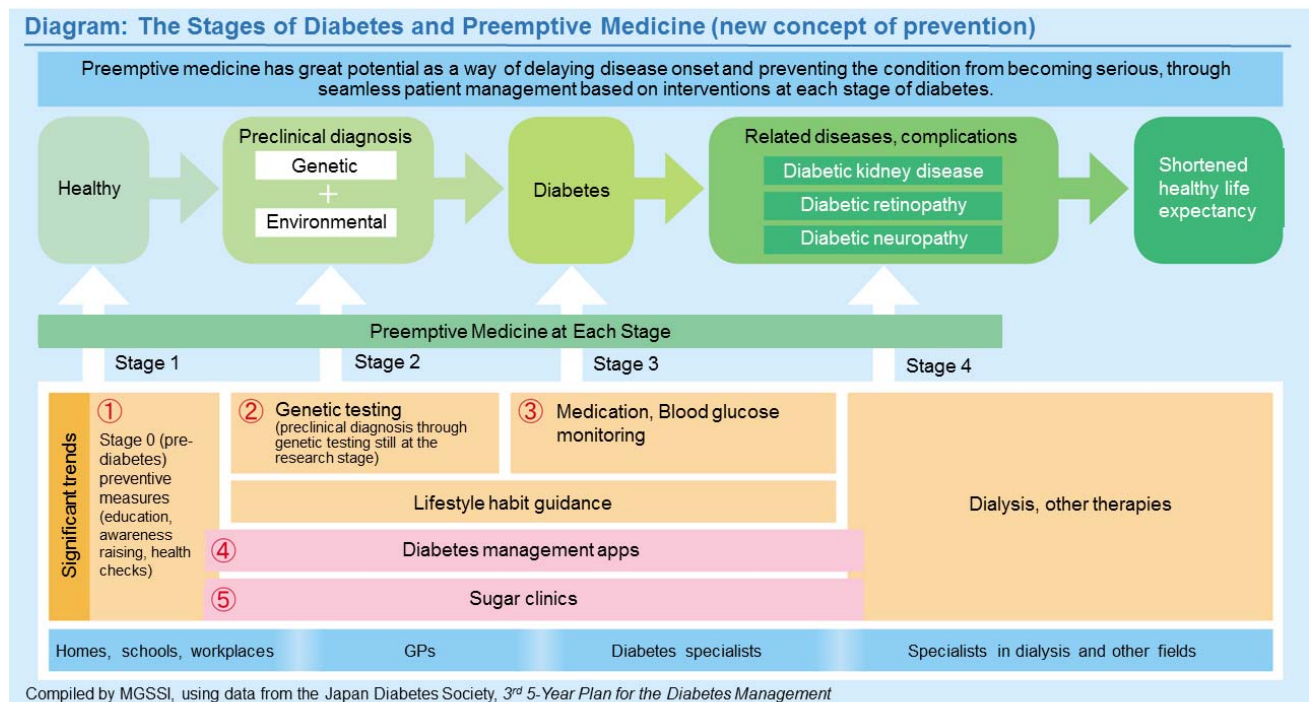 Diagram: The Stages of Diabetes and Preemptive Medicine (new concept of prevention)
Preemptive medicine has great potential as a way of delaying disease onset and preventing the condition from becoming serious, through
seamless patient management based on interventions at each stage of diabetes.
Healthy
Preclinical diagnosis
Genetic
+
Environmental
Diabetes
Related diseases, complications
Diabetic kidney disease
Diabetic retinopathy
Diabetic neuropathy
Shortened
healthy life
expectancy
Preemptive Medicine at Each Stage
Stage 1
Stage 2
Stage 3
Stage 4
Significant trends
①
Stage 0 (pre-
diabetes)
preventive
measures
(education,
awareness
raising, health
checks)
② Genetic testing
(preclinical diagnosis through
genetic testing still at the
research stage)
③ Medication, Blood glucose
monitoring
Lifestyle habit guidance
④ Diabetes management apps
⑤ Sugar clinics
Dialysis, other therapies
Homes, schools, workplaces
GPs
Diabetes specialists
Specialists in dialysis and other fields
Compiled by MGSSI, using data from the Japan Diabetes Society, 3rd 5-Year Plan for the Diabetes Management